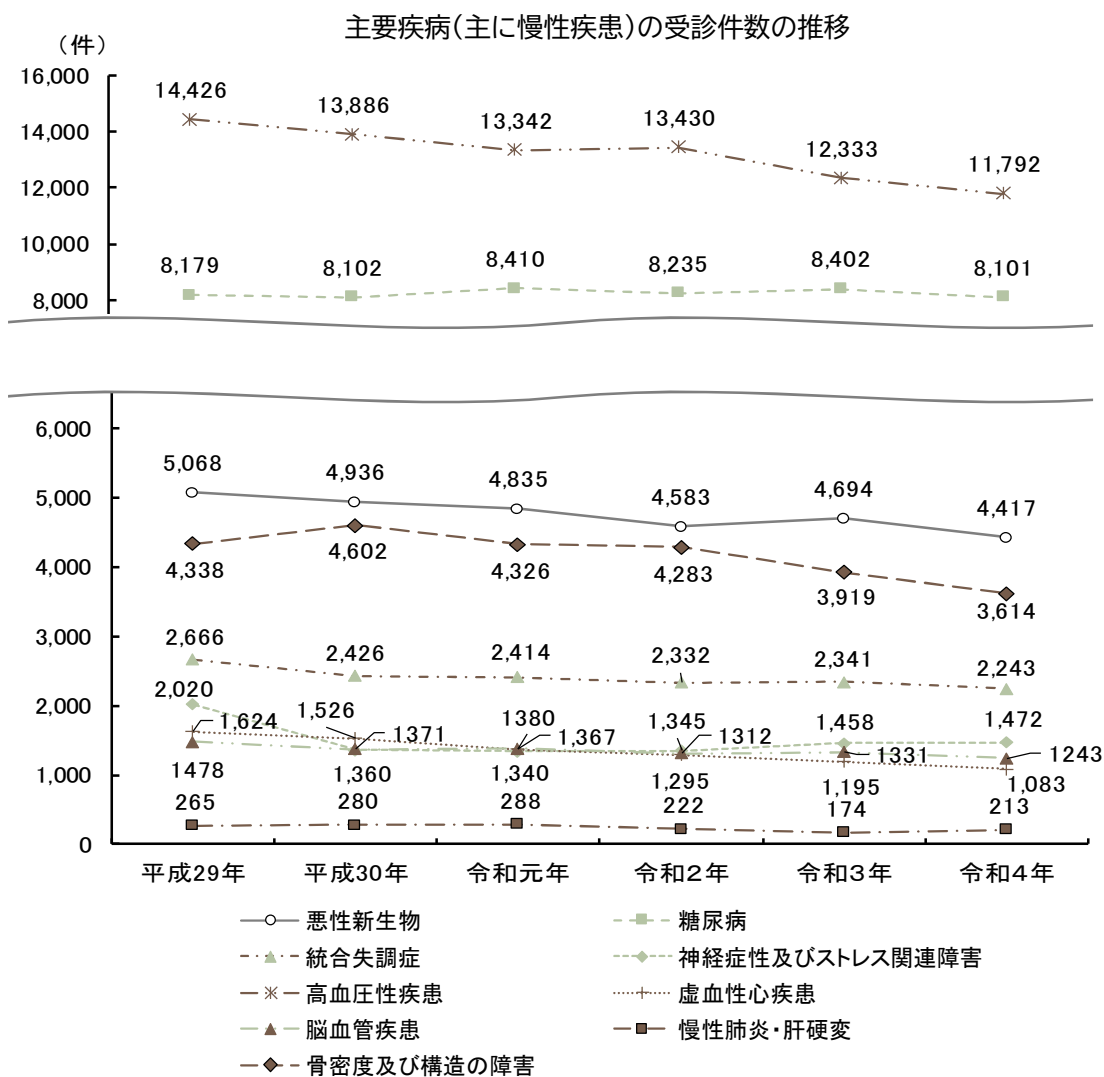 主要疾病(主に慢性疾患)の受診件数の推移
(件)
16,000
14,000
12,000
10,000
8,000
14,426 13,886 13,342 13,430 12,333 11,792
8,179 8,102 8,410 8,235 8,402 8,101
6,000
5,000
4,000
3,000
2,000
1,000
0
5,068 4,936 4,835 4,583 4,694 4,417
4,338 4,602 4,326 4,283 3,919 3,614
2,666 2,426 2,414 2,332 2,341 2,243
2,020 1,526 1380 1,345 1,458 1,472
1,624 1371 1,367 1312 1331 1243
1478 1,360 1,340 1,295 1,195 1,083
265 280 288 222 174 213
平成29年 平成30年 令和元年 令和2年 令和3年 令和4年
悪性新生物 糖尿病
統合失調症 神経症性及びストレス関連障害
高血圧性疾患 虚血性心疾患
脳血管疾患 慢性肺炎・肝硬変
骨密度及び構造の障害